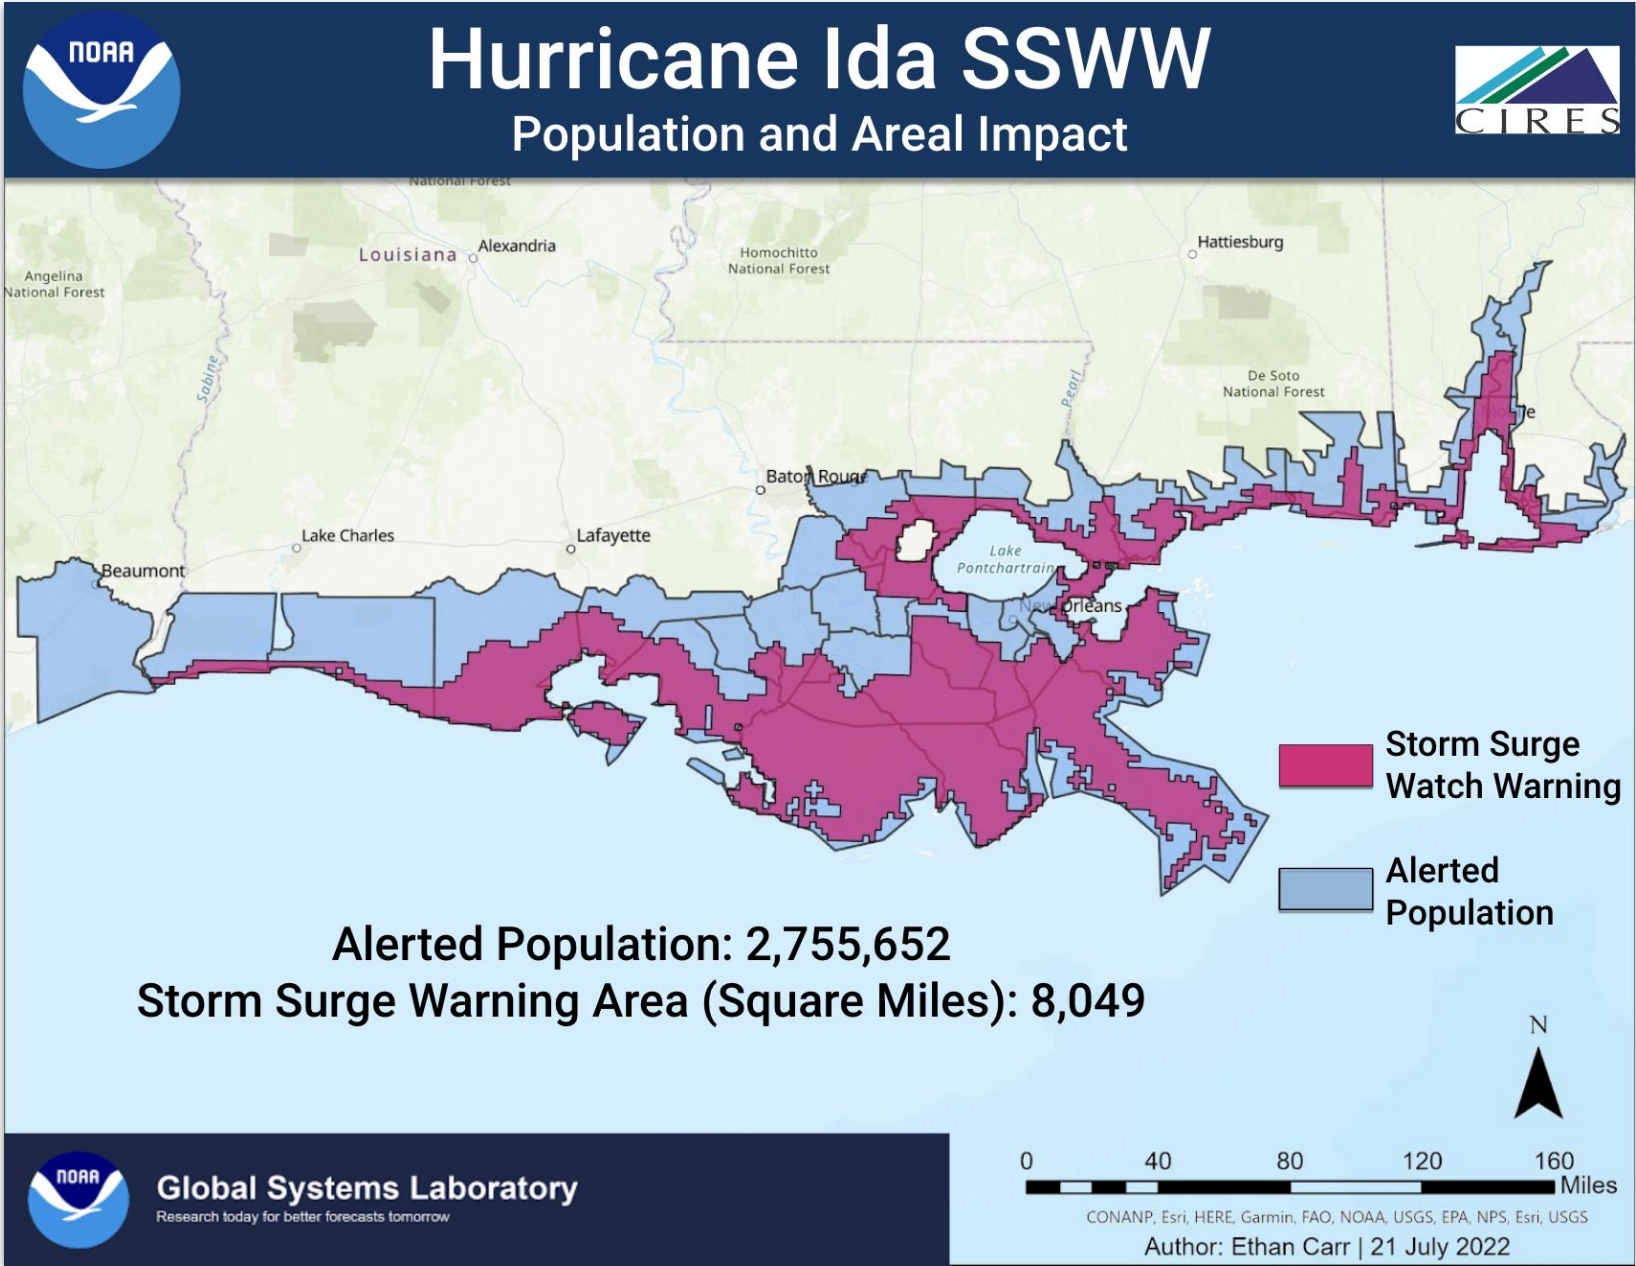 NOAA
Hurricane Ida SSWW
Population and Areal Impact
CIRES
National Forest
Louisiana
Alexandria
Angelina
National Forest
Homochitto
National Forest
Hattiesburg
Sabine
Pearl
De Soto
National Forest
Baton Rouge
Lake Charles
Lafayette
Beaumont
Lake
Pontchartrain
New Orleans
Storm Surge
Watch Warning
Alerted
Population
Alerted Population: 2,755,652
Storm Surge Warning Area (Square Miles): 8,049
N
NOAA
Global Systems Laboratory
Research today for better forecasts tomorrow
0 40 80 120 160
Miles
CONANP, Esri, HERE, Garmin, FAO, NOAA, USGS, EPA, NPS, Esri, USGS
Author: Ethan Carr | 21 July 2022